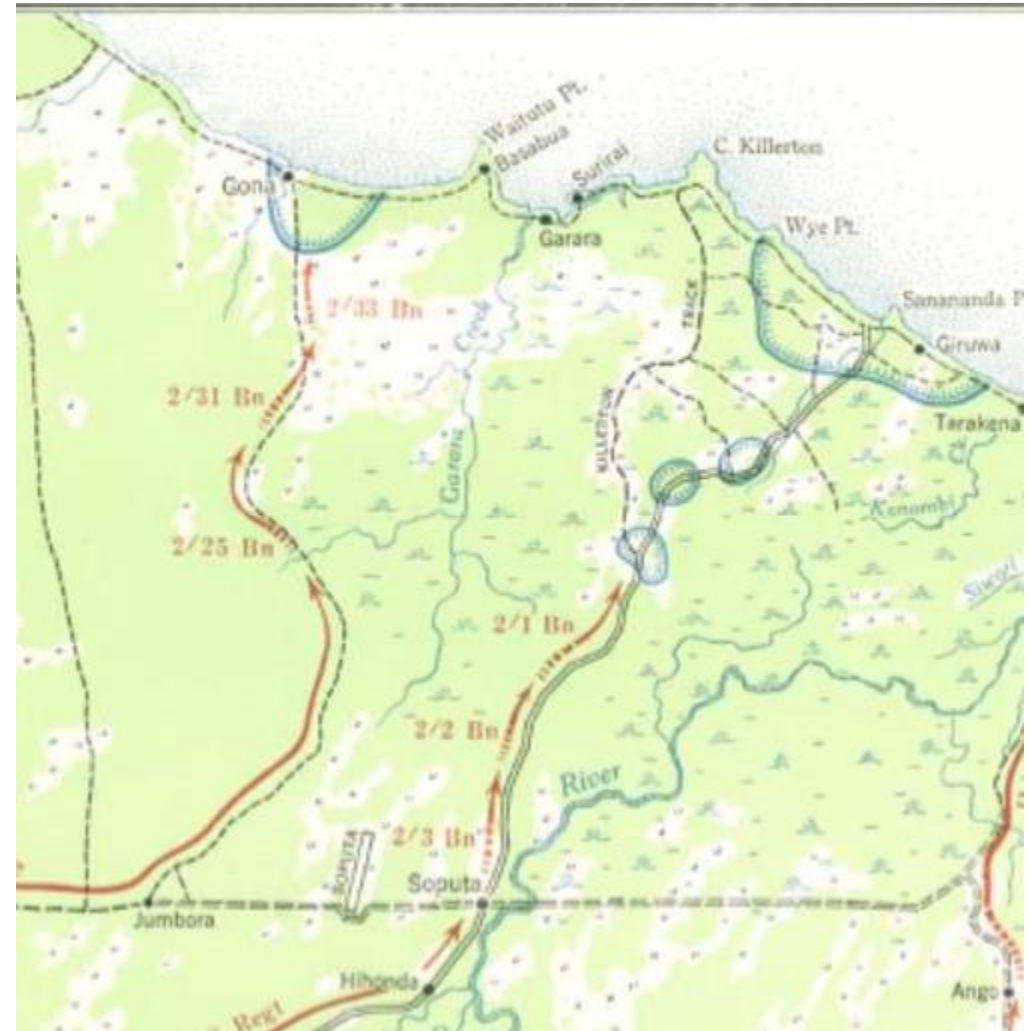 Waitutu Pt.
Basabua
Surirai
C. Killerton
Gona
Garara
Wye Pt.
2/33 Bn
Creek
TRACK
Sanananda P
Giruwa
2/31 Bn
KILLERTON
Tarakena
Garara
Konombi
2/25 Bn
Siwori
2/1 Bn
2/2 Bn
River
SOPUTA
2/3 Bn
Soputa
Jumbora
Hihonda
Ango
Regt